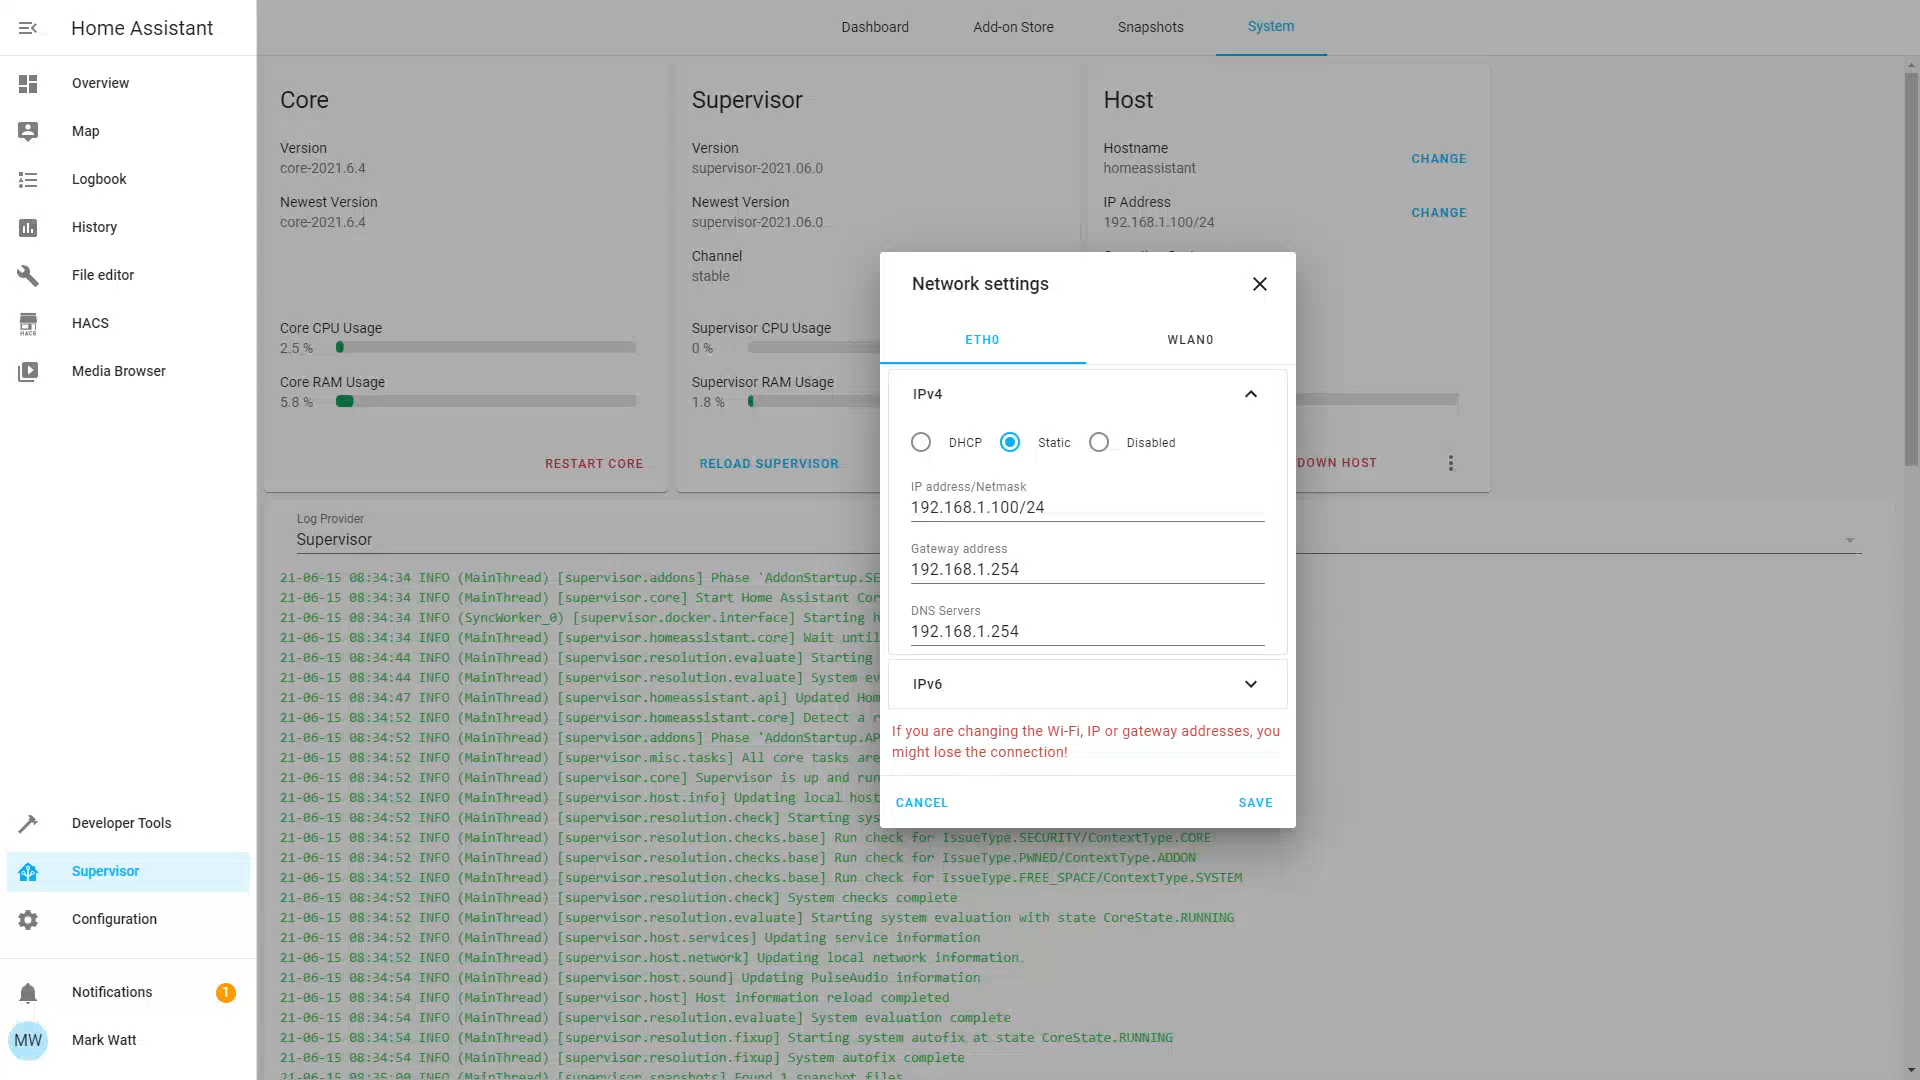 Home Assistant
Overview
Map
Logbook
History
File editor
HACS
HACS
Media Browser
Developer Tools
Supervisor
Configuration
Notifications 1
MW Mark Watt
Dashboard Add-on Store Snapshots System
Core
Version
core-2021.6.4
Newest Version
core-2021.6.4
Core CPU Usage
2.5 %
Core RAM Usage
5.8 %
RESTART CORE
Supervisor
Version
supervisor-2021.06.0
Newest Version
supervisor-2021.06.0
Channel
stable
Supervisor CPU Usage
0 %
Supervisor RAM Usage
1.8 %
RELOAD SUPERVISOR
Host
Hostname
homeassistant
CHANGE
IP Address
192.168.1.100/24
CHANGE
DOWN HOST
Network settings
ETH0 WLAN0
IPv4
DHCP Static Disabled
IP address/Netmask
192.168.1.100/24
Gateway address
192.168.1.254
DNS Servers
192.168.1.254
IPv6
If you are changing the Wi-Fi, IP or gateway addresses, you
might lose the connection!
CANCEL SAVE
Log Provider
Supervisor
21-06-15 08:34:34 INFO (MainThread) [supervisor.addons] Phase 'AddonStartup.SE
21-06-15 08:34:34 INFO (MainThread) [supervisor.core] Start Home Assistant Cor
21-06-15 08:34:34 INFO (SyncWorker_0) [supervisor.docker.interface] Starting h
21-06-15 08:34:34 INFO (MainThread) [supervisor.homeassistant.core] Wait until
21-06-15 08:34:44 INFO (MainThread) [supervisor.resolution.evaluate] Starting
21-06-15 08:34:44 INFO (MainThread) [supervisor.resolution.evaluate] System ev
21-06-15 08:34:47 INFO (MainThread) [supervisor.homeassistant.api] Updated Hom
21-06-15 08:34:52 INFO (MainThread) [supervisor.homeassistant.core] Detect a r
21-06-15 08:34:52 INFO (MainThread) [supervisor.addons] Phase 'AddonStartup.AP
21-06-15 08:34:52 INFO (MainThread) [supervisor.misc.tasks] All core tasks are
21-06-15 08:34:52 INFO (MainThread) [supervisor.core] Supervisor is up and run
21-06-15 08:34:52 INFO (MainThread) [supervisor.host.info] Updating local host
21-06-15 08:34:52 INFO (MainThread) [supervisor.resolution.check] Starting sys
21-06-15 08:34:52 INFO (MainThread) [supervisor.resolution.checks.base] Run check for IssueType.SECURITY/ContextType.CORE
21-06-15 08:34:52 INFO (MainThread) [supervisor.resolution.checks.base] Run check for IssueType.PWNED/ContextType.ADDON
21-06-15 08:34:52 INFO (MainThread) [supervisor.resolution.checks.base] Run check for IssueType.FREE_SPACE/ContextType.SYSTEM
21-06-15 08:34:52 INFO (MainThread) [supervisor.resolution.check] System checks complete
21-06-15 08:34:52 INFO (MainThread) [supervisor.resolution.evaluate] Starting system evaluation with state CoreState.RUNNING
21-06-15 08:34:52 INFO (MainThread) [supervisor.host.services] Updating service information
21-06-15 08:34:52 INFO (MainThread) [supervisor.host.network] Updating local network information
21-06-15 08:34:54 INFO (MainThread) [supervisor.host.sound] Updating PulseAudio information
21-06-15 08:34:54 INFO (MainThread) [supervisor.host] Host information reload completed
21-06-15 08:34:54 INFO (MainThread) [supervisor.resolution.evaluate] System evaluation complete
21-06-15 08:34:54 INFO (MainThread) [supervisor.resolution.fixup] Starting system autofix at state CoreState.RUNNING
21-06-15 08:34:54 INFO (MainThread) [supervisor.resolution.fixup] System autofix complete
21-06-15 08:35:00 INFO (MainThread) [supervisor.snapshots] Found 1 snapshot files